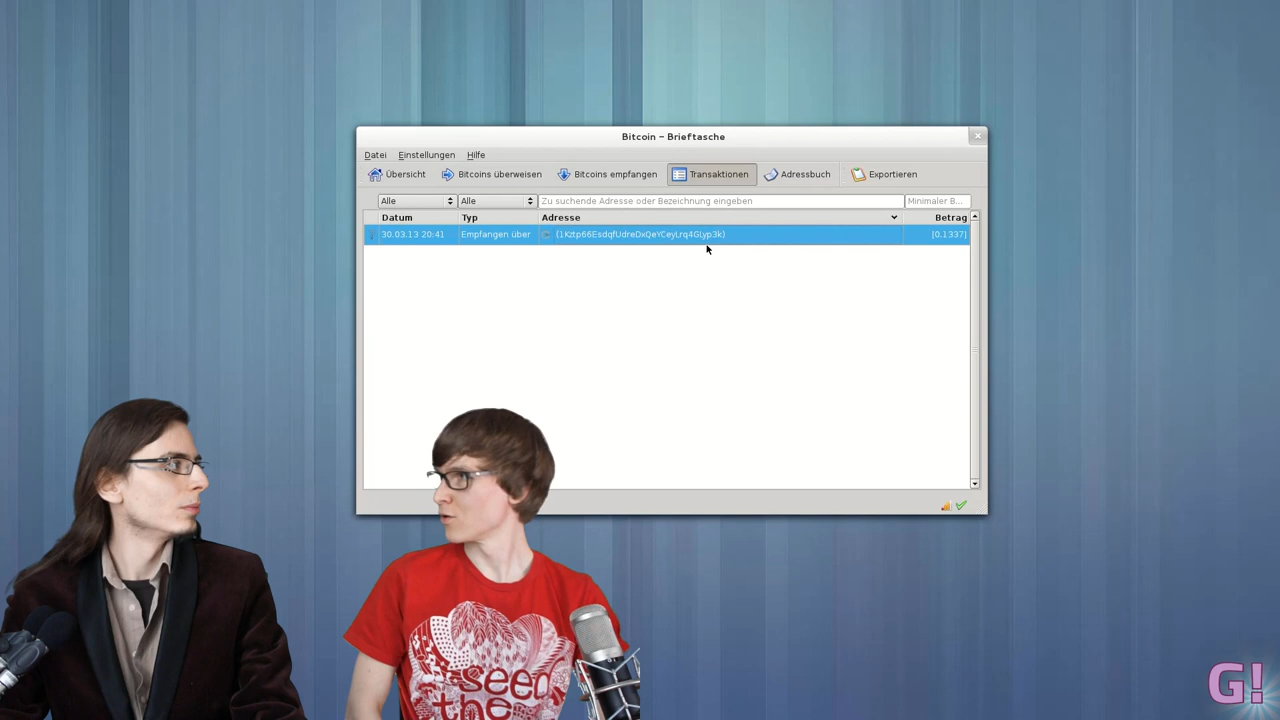 Bitcoin – Brieftasche
Datei Einstellungen Hilfe
Übersicht Bitcoins überweisen Bitcoins empfangen Transaktionen Adressbuch Exportieren
Alle Alle Zu suchende Adresse oder Bezeichnung eingeben Minimaler B...
Datum Typ Adresse Betrag
30.03.13 20:41 Empfangen über (1Kztp66EsdqfUdreDxQeYCeyLrq4GLyp3k) [0.1337]
seed
the
G!